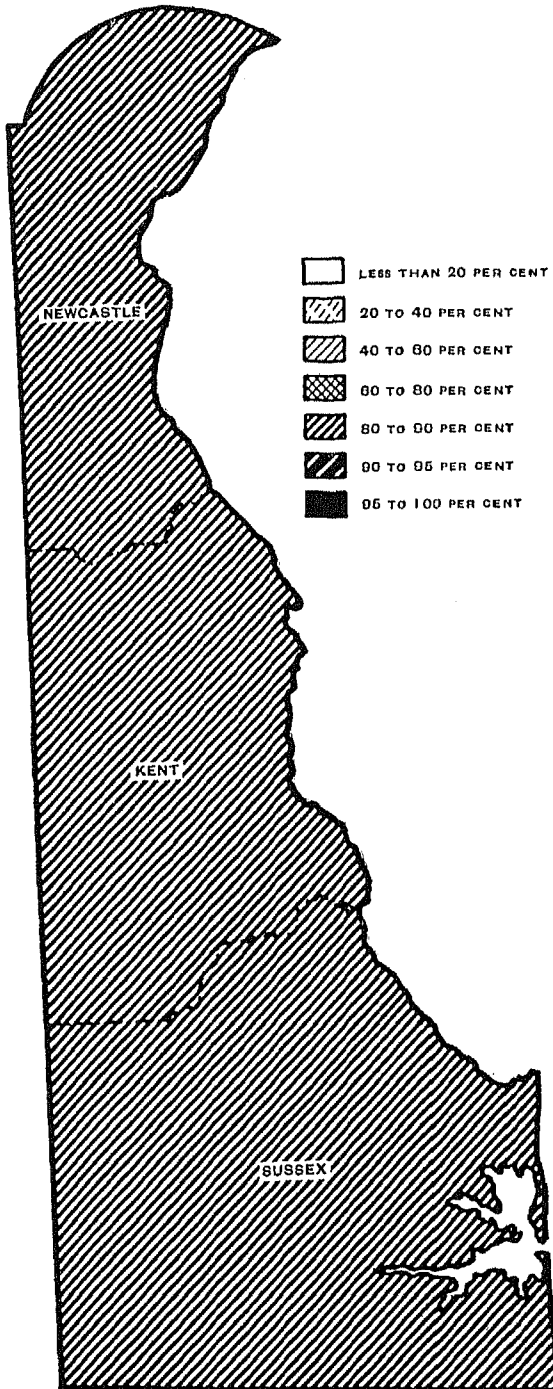 NEWCASTLE
LESS THAN 20 PER CENT
20 TO 40 PER CENT
40 TO 60 PER CENT
60 TO 80 PER CENT
80 TO 90 PER CENT
90 TO 95 PER CENT
95 TO 100 PER CENT
KENT
SUSSEX